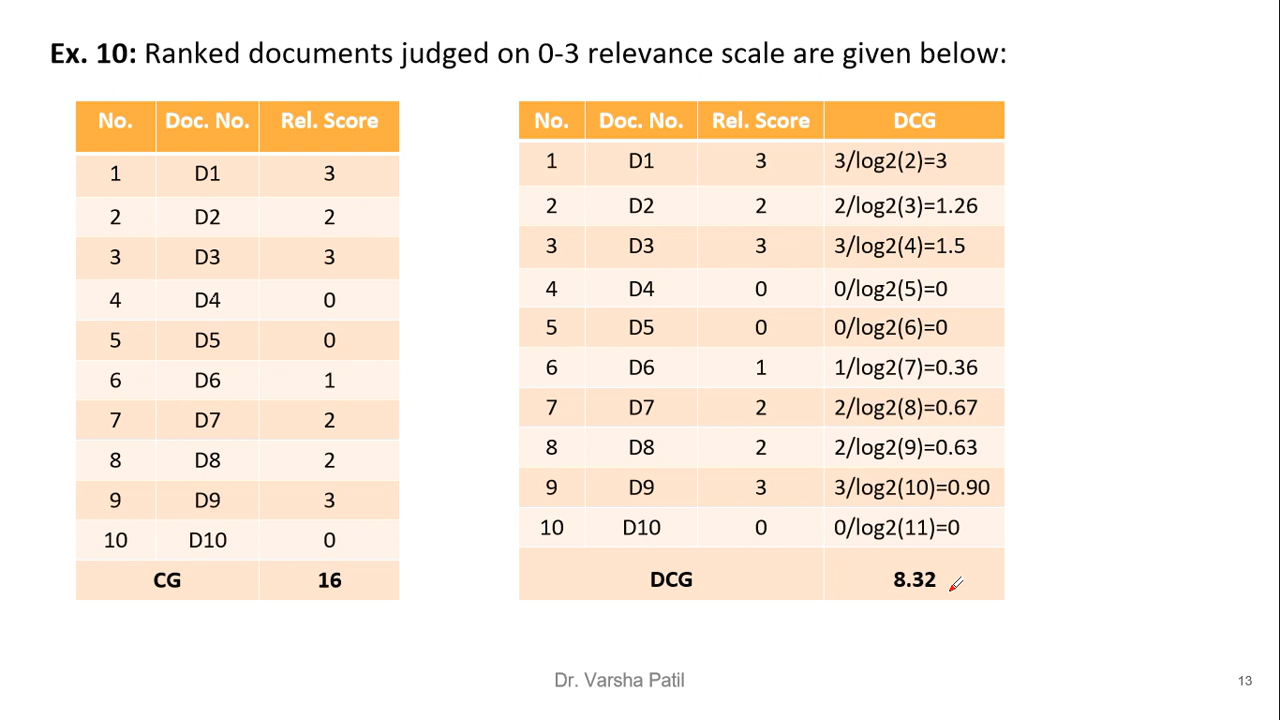 Ex. 10: Ranked documents judged on 0-3 relevance scale are given below:
No. Doc. No. Rel. Score
1 D1 3
2 D2 2
3 D3 3
4 D4 0
5 D5 0
6 D6 1
7 D7 2
8 D8 2
9 D9 3
10 D10 0
CG 16
No. Doc. No. Rel. Score DCG
1 D1 3 3/log2(2)=3
2 D2 2 2/log2(3)=1.26
3 D3 3 3/log2(4)=1.5
4 D4 0 0/log2(5)=0
5 D5 0 0/log2(6)=0
6 D6 1 1/log2(7)=0.36
7 D7 2 2/log2(8)=0.67
8 D8 2 2/log2(9)=0.63
9 D9 3 3/log2(10)=0.90
10 D10 0 0/log2(11)=0
DCG 8.32
Dr. Varsha Patil
13